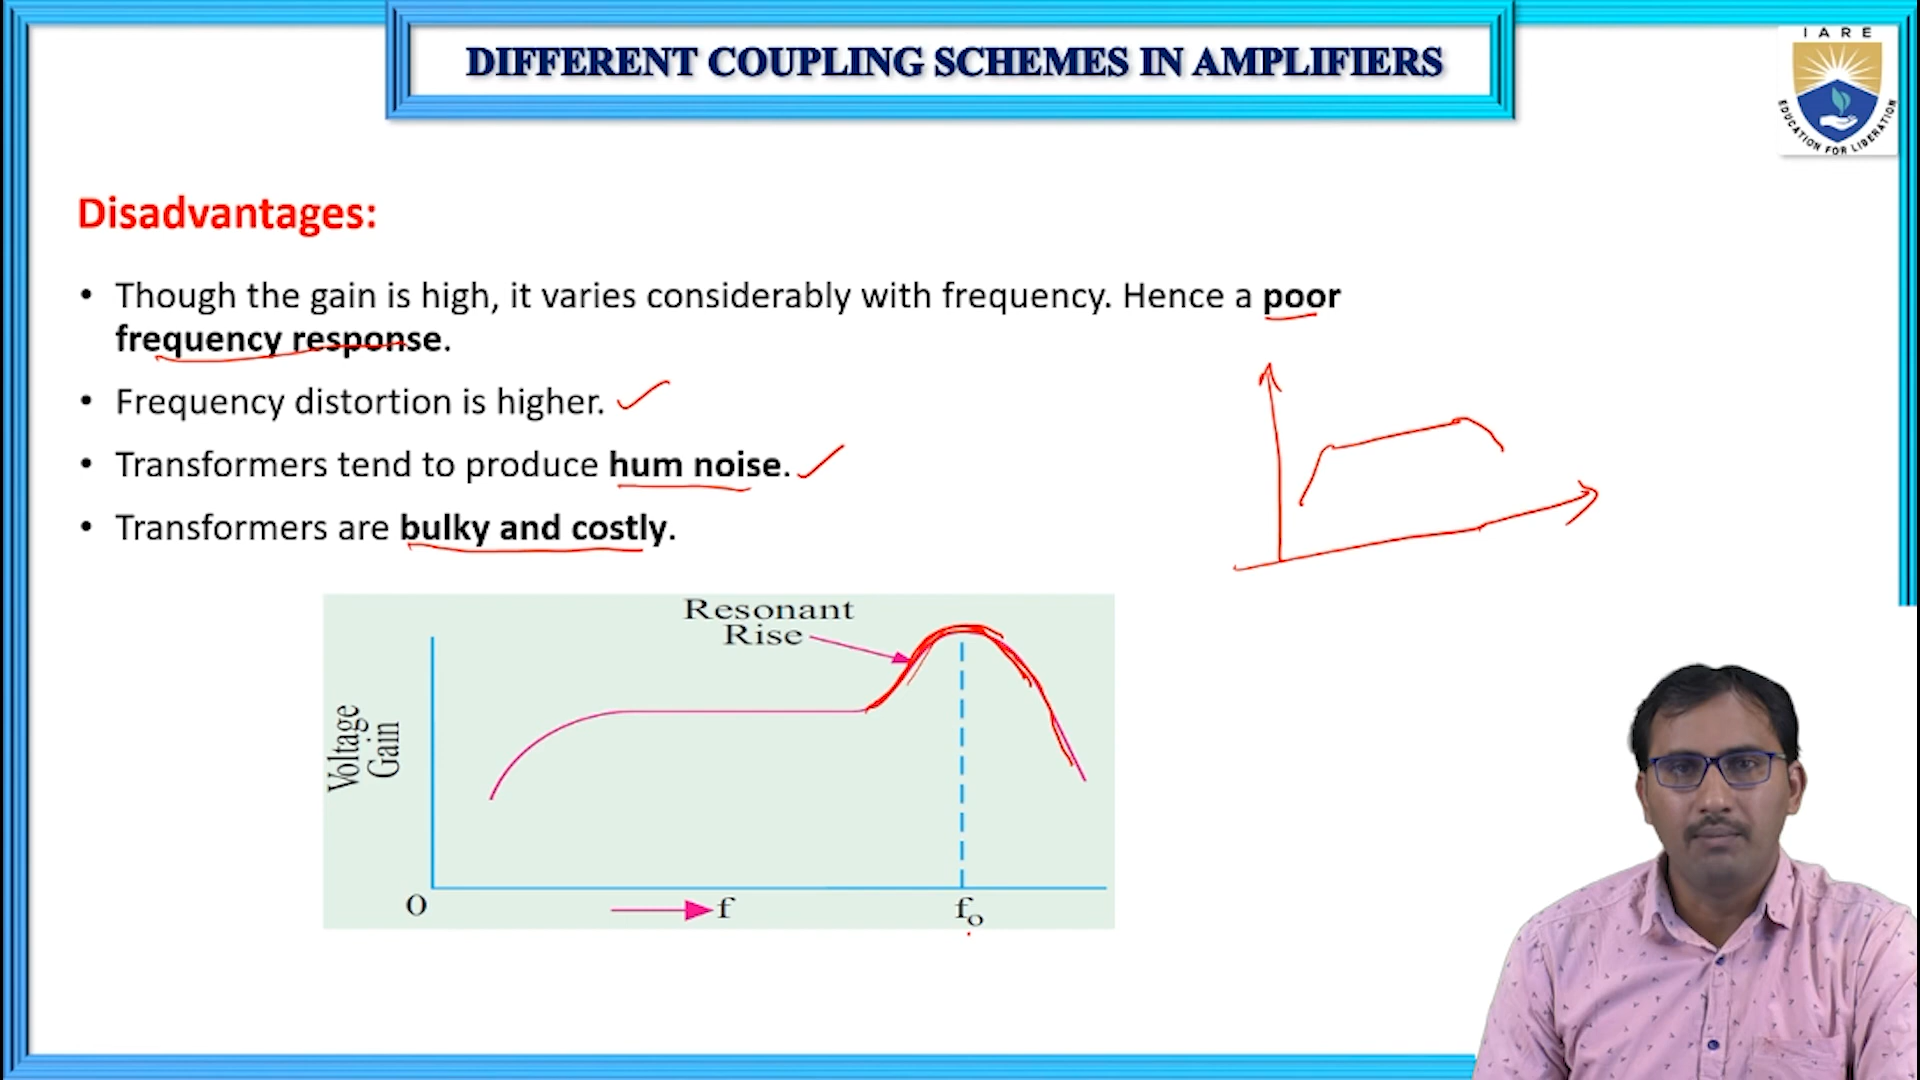 DIFFERENT COUPLING SCHEMES IN AMPLIFIERS
I A R E
EDUCATION FOR LIBERATION
Disadvantages:
• Though the gain is high, it varies considerably with frequency. Hence a poor
frequency response.
• Frequency distortion is higher.
• Transformers tend to produce hum noise.
• Transformers are bulky and costly.
Resonant
Rise
Voltage
Gain
O
f
fo